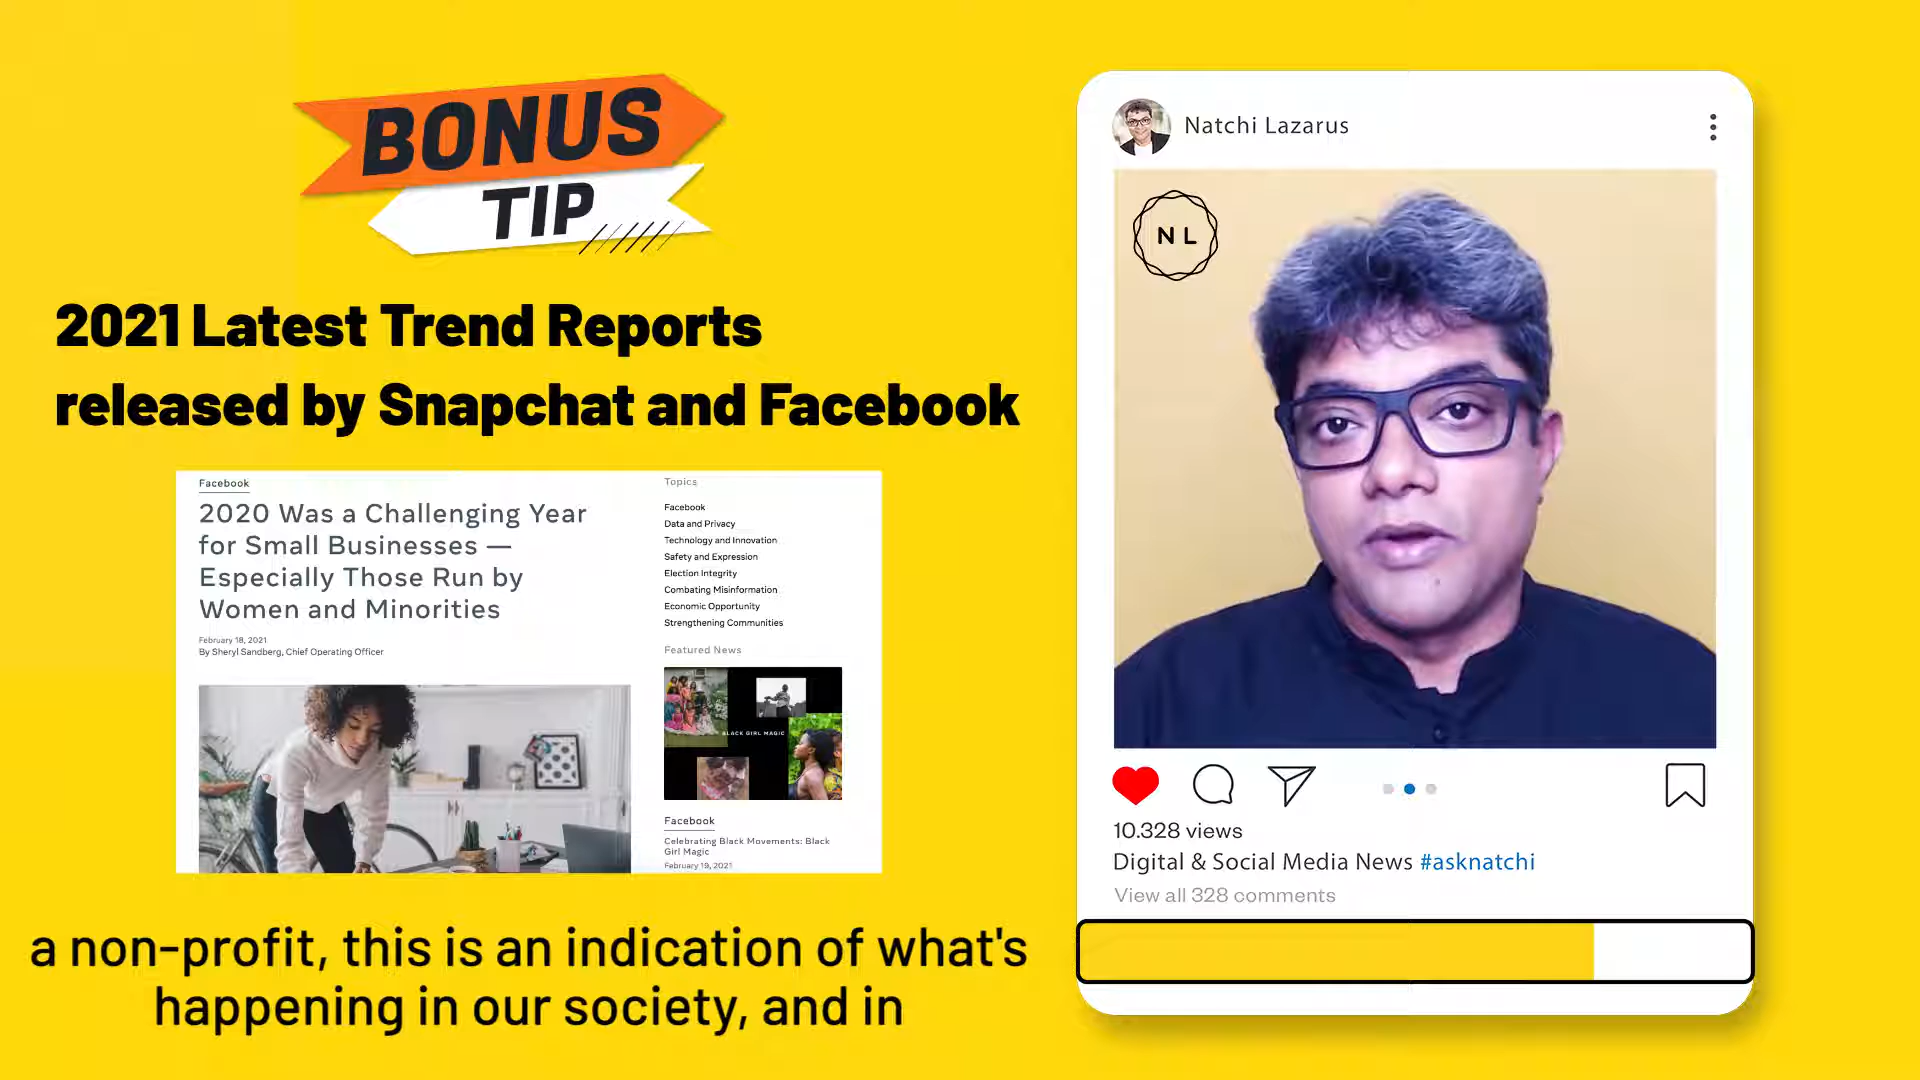 BONUS
TIP
2021 Latest Trend Reports
released by Snapchat and Facebook
Facebook
2020 Was a Challenging Year
for Small Businesses —
Especially Those Run by
Women and Minorities
February 18, 2021
By Sheryl Sandberg, Chief Operating Officer
Topics
Facebook
Data and Privacy
Technology and Innovation
Safety and Expression
Election Integrity
Combating Misinformation
Economic Opportunity
Strengthening Communities
Featured News
BLACK GIRL MAGIC
Facebook
Celebrating Black Movements: Black
Girl Magic
February 19, 2021
a non-profit, this is an indication of what's
happening in our society, and in
Natchi Lazarus
N L
10.328 views
Digital & Social Media News #asknatchi
View all 328 comments